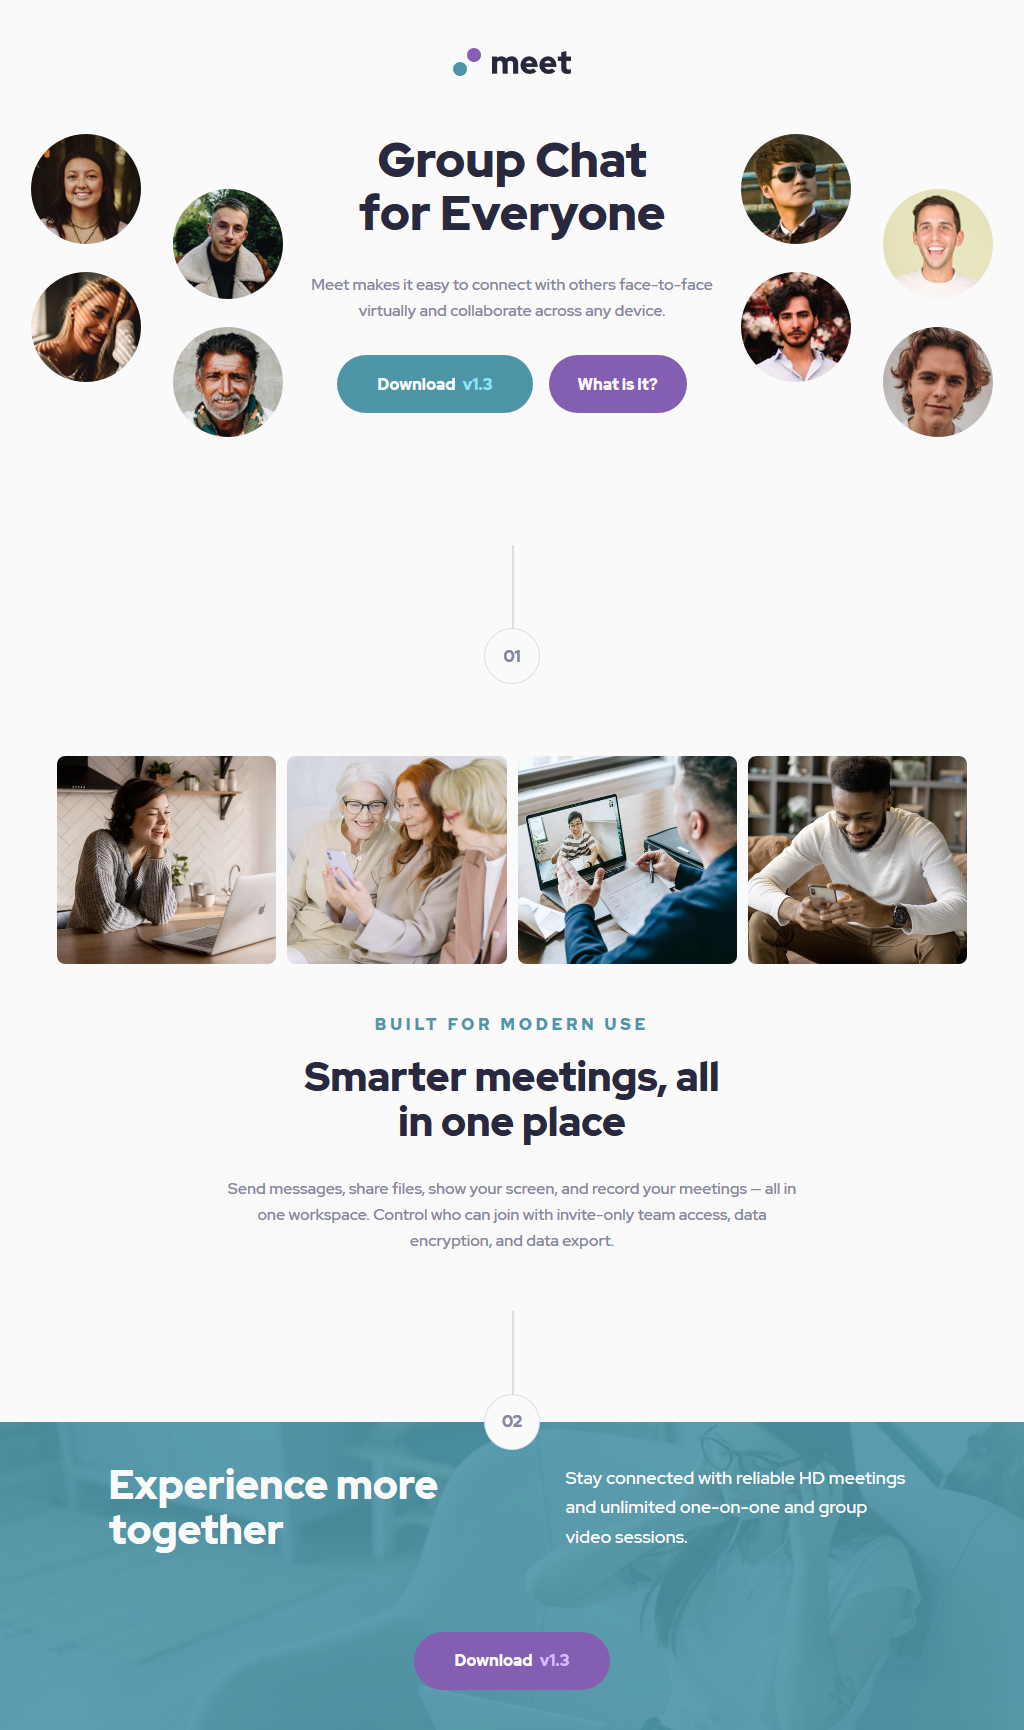 meet
Group Chat
for Everyone
Meet makes it easy to connect with others face-to-face
virtually and collaborate across any device.
Download v1.3
What is it?
01
BUILT FOR MODERN USE
Smarter meetings, all
in one place
Send messages, share files, show your screen, and record your meetings — all in
one workspace. Control who can join with invite-only team access, data
encryption, and data export.
02
Experience more
together
Stay connected with reliable HD meetings
and unlimited one-on-one and group
video sessions.
Download v1.3